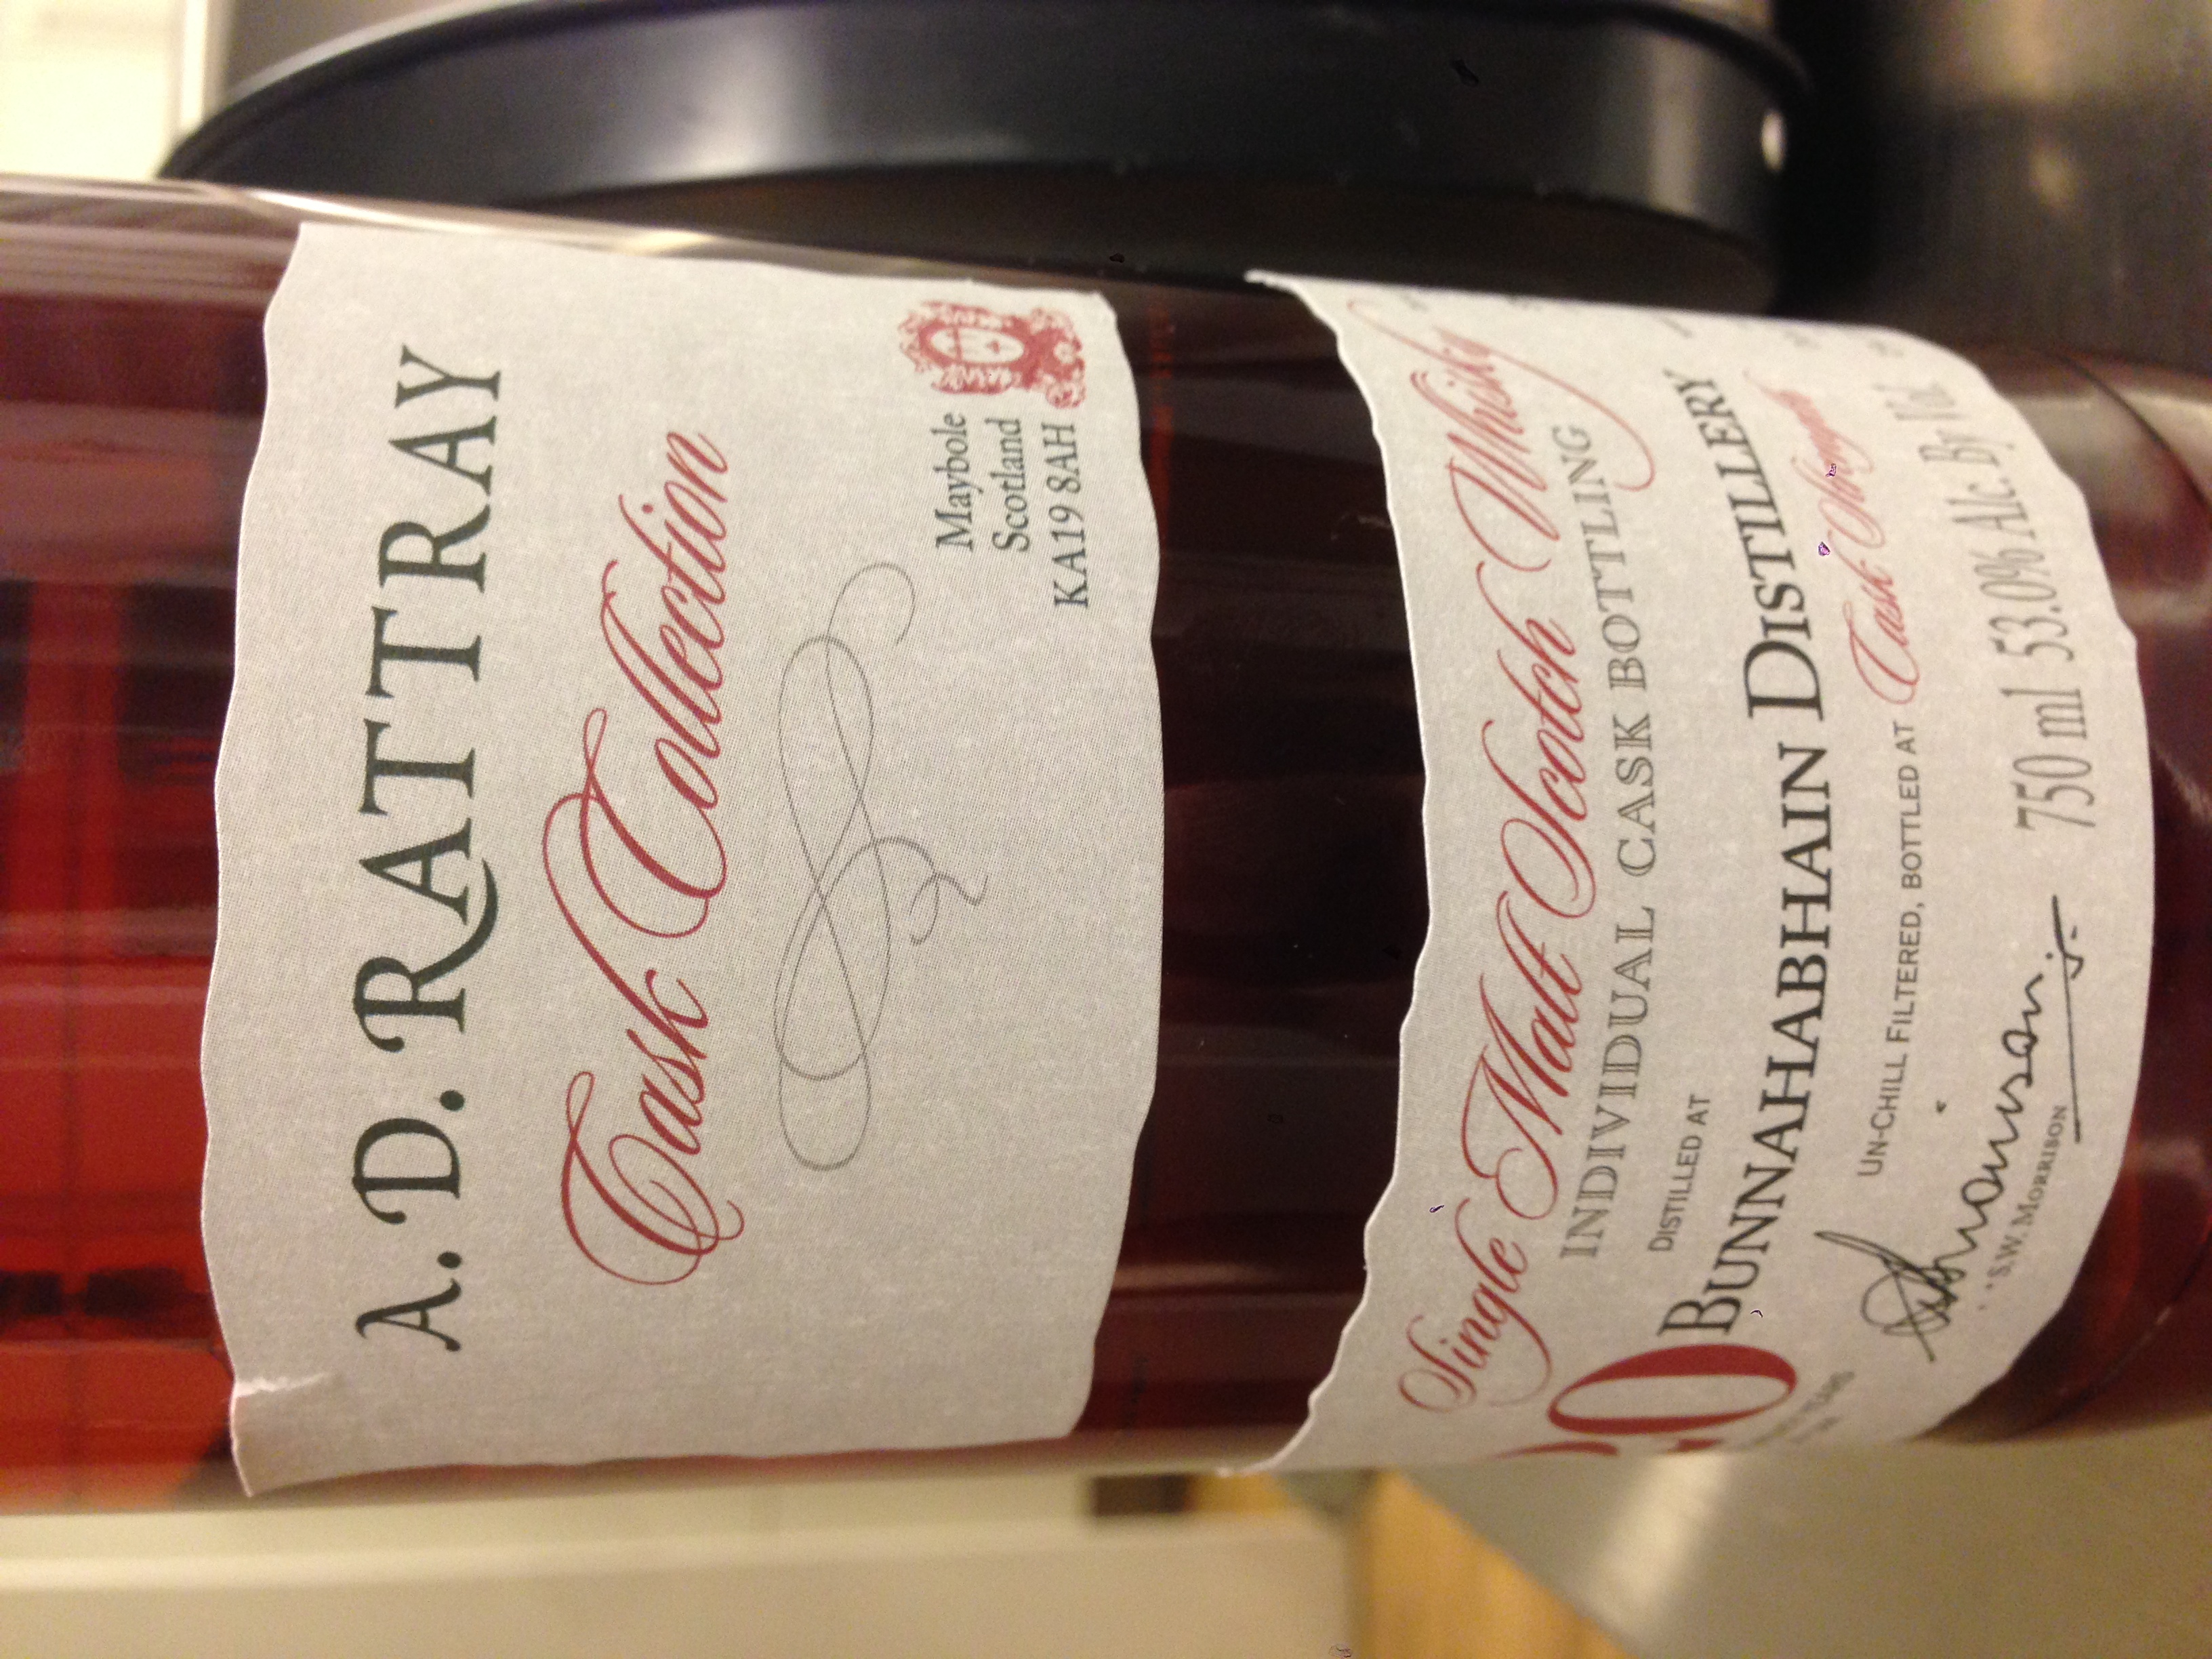 A. D. RATTRAY
Cask Collection
Maybole
Scotland
KA19 8AH
Single Malt Scotch Whisky
INDIVIDUAL CASK BOTTLING
DISTILLED AT
BUNNAHABHAIN DISTILLERY
UN-CHILL FILTERED, BOTTLED AT Cask Strength
750 ml 53.0% Alc. By Vol
S.W. MORRISON